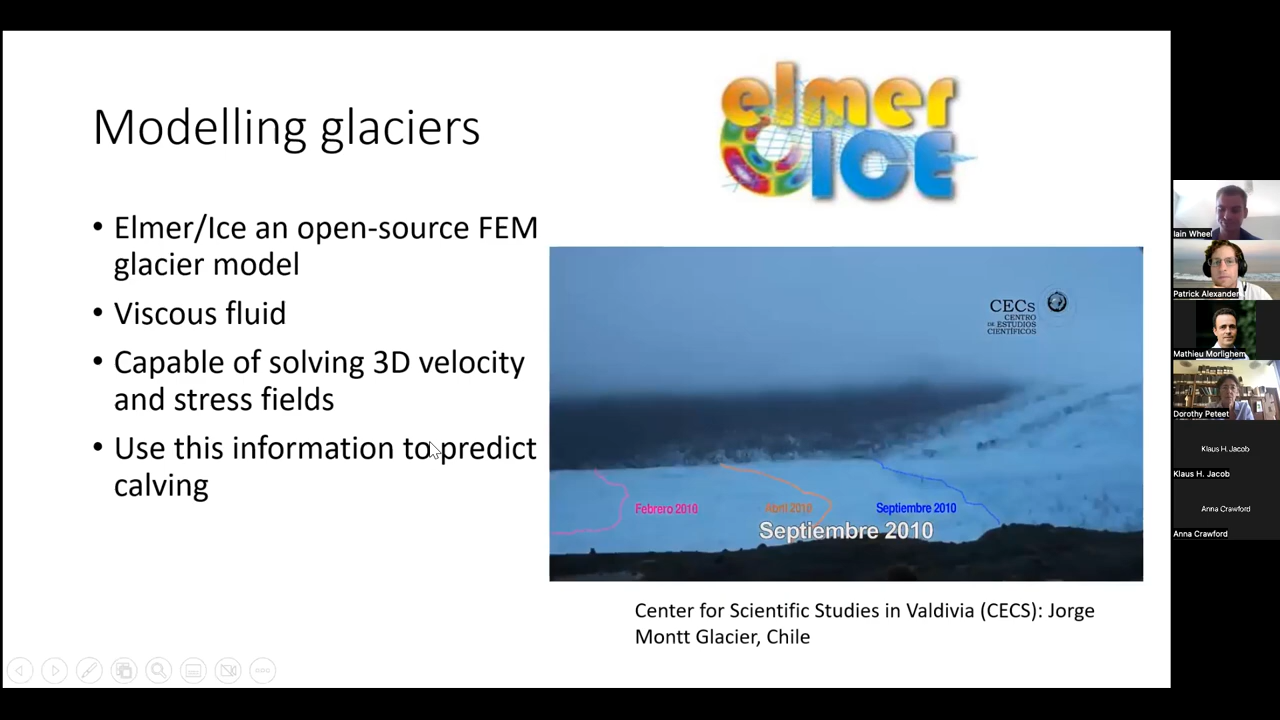 Modelling glaciers
elmer
ICE
• Elmer/Ice an open-source FEM
glacier model
• Viscous fluid
• Capable of solving 3D velocity
and stress fields
• Use this information to predict
calving
CECs
CENTRO
DE ESTUDIOS
CIENTÍFICOS
Febrero 2010
Abril 2010
Septiembre 2010
Septiembre 2010
Center for Scientific Studies in Valdivia (CECS): Jorge
Montt Glacier, Chile
Iain Wheel
Patrick Alexander
Mathieu Morlighem
Dorothy Peteet
Klaus H. Jacob
Klaus H. Jacob
Anna Crawford
Anna Crawford